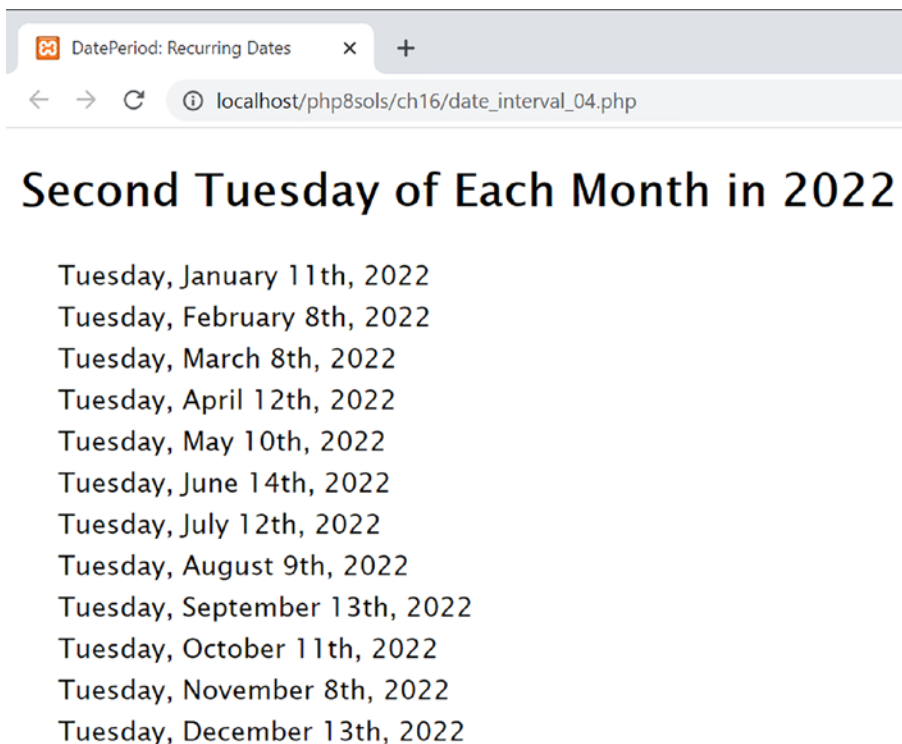 DatePeriod: Recurring Dates
localhost/php8sols/ch16/date_interval_04.php
Second Tuesday of Each Month in 2022
Tuesday, January 11th, 2022
Tuesday, February 8th, 2022
Tuesday, March 8th, 2022
Tuesday, April 12th, 2022
Tuesday, May 10th, 2022
Tuesday, June 14th, 2022
Tuesday, July 12th, 2022
Tuesday, August 9th, 2022
Tuesday, September 13th, 2022
Tuesday, October 11th, 2022
Tuesday, November 8th, 2022
Tuesday, December 13th, 2022